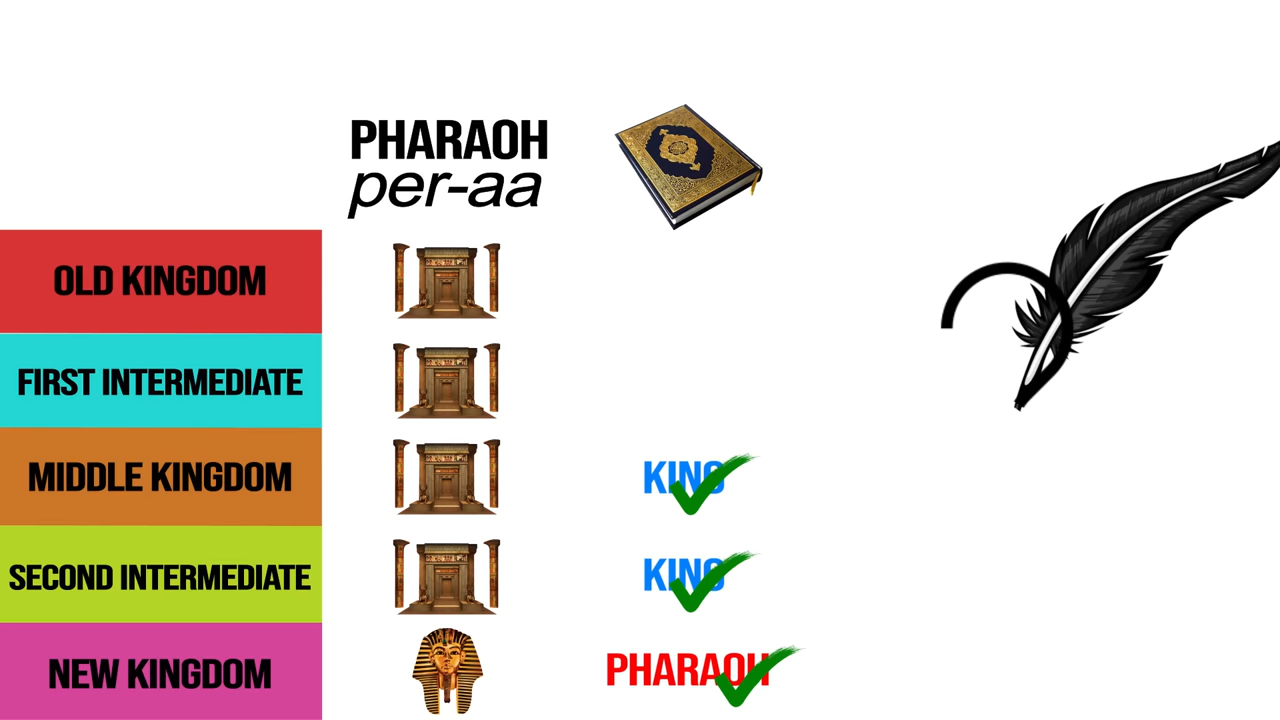 PHARAOH
per-aa
OLD KINGDOM
FIRST INTERMEDIATE
MIDDLE KINGDOM
KING
SECOND INTERMEDIATE
KING
NEW KINGDOM
PHARAOH